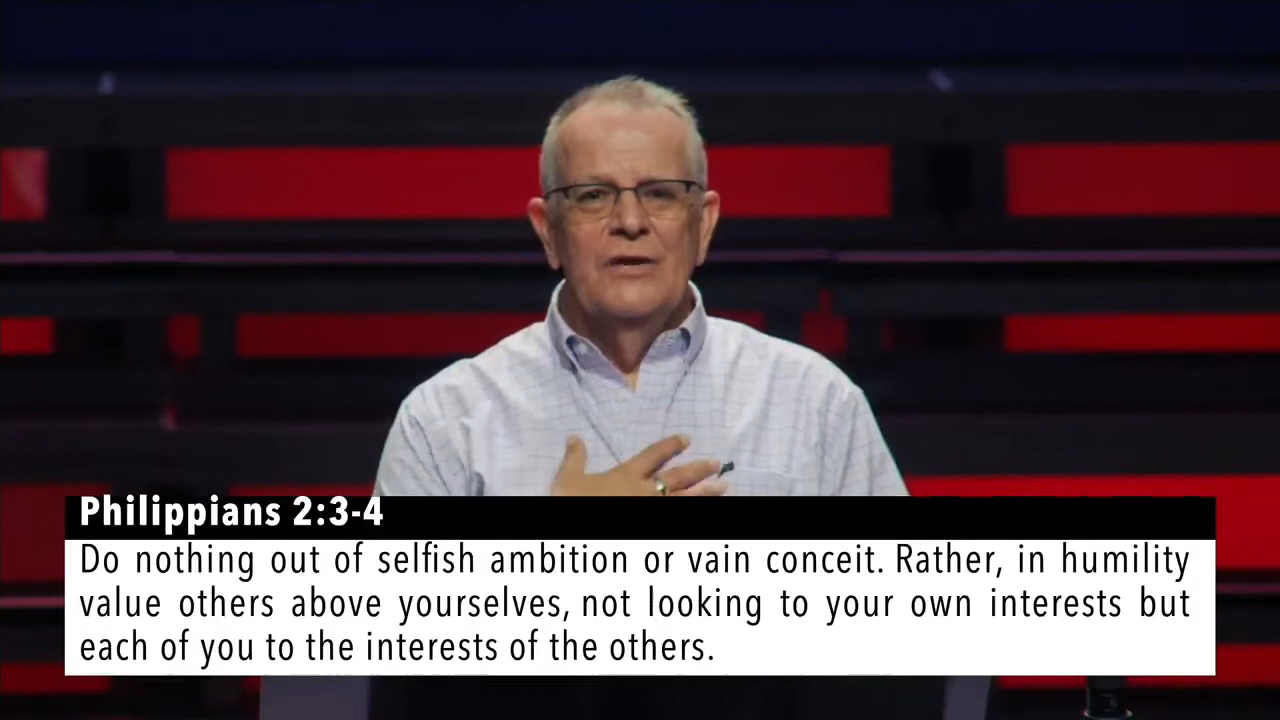 Philippians 2:3-4
Do nothing out of selfish ambition or vain conceit. Rather, in humility
value others above yourselves, not looking to your own interests but
each of you to the interests of the others.